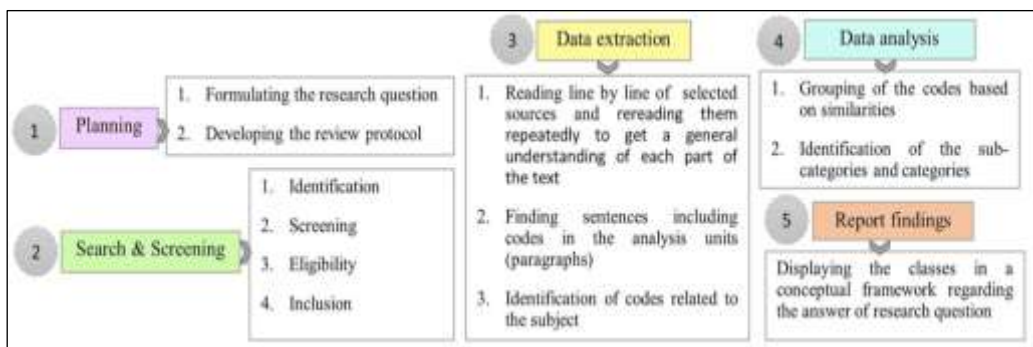 1
Planning
1. Formulating the research question
2. Developing the review protocol
2
Search & Screening
1. Identification
2. Screening
3. Eligibility
4. Inclusion
3
Data extraction
1. Reading line by line of selected
sources and rereading them
repeatedly to get a general
understanding of each part of
the text
2. Finding sentences including
codes in the analysis units
(paragraphs)
3. Identification of codes related to
the subject
4
Data analysis
1. Grouping of the codes based
on similarities
2. Identification of the sub-
categories and categories
5
Report findings
Displaying the classes in a
conceptual framework regarding
the answer of research question